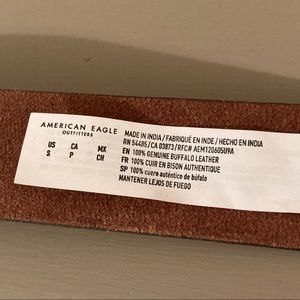 AMERICAN EAGLE
OUTFITTERS
US CA MX
S P CH
MADE IN INDIA / FABRIQUÉ EN INDE / HECHO EN INDIA
RN 54485/CA 03873/RFC# AEM120605U9A
EN 100% GENUINE BUFFALO LEATHER
FR 100% CUIR EN BISON AUTHENTIQUE
SP 100% cuero auténtico de búfalo
MANTENER LEJOS DE FUEGO